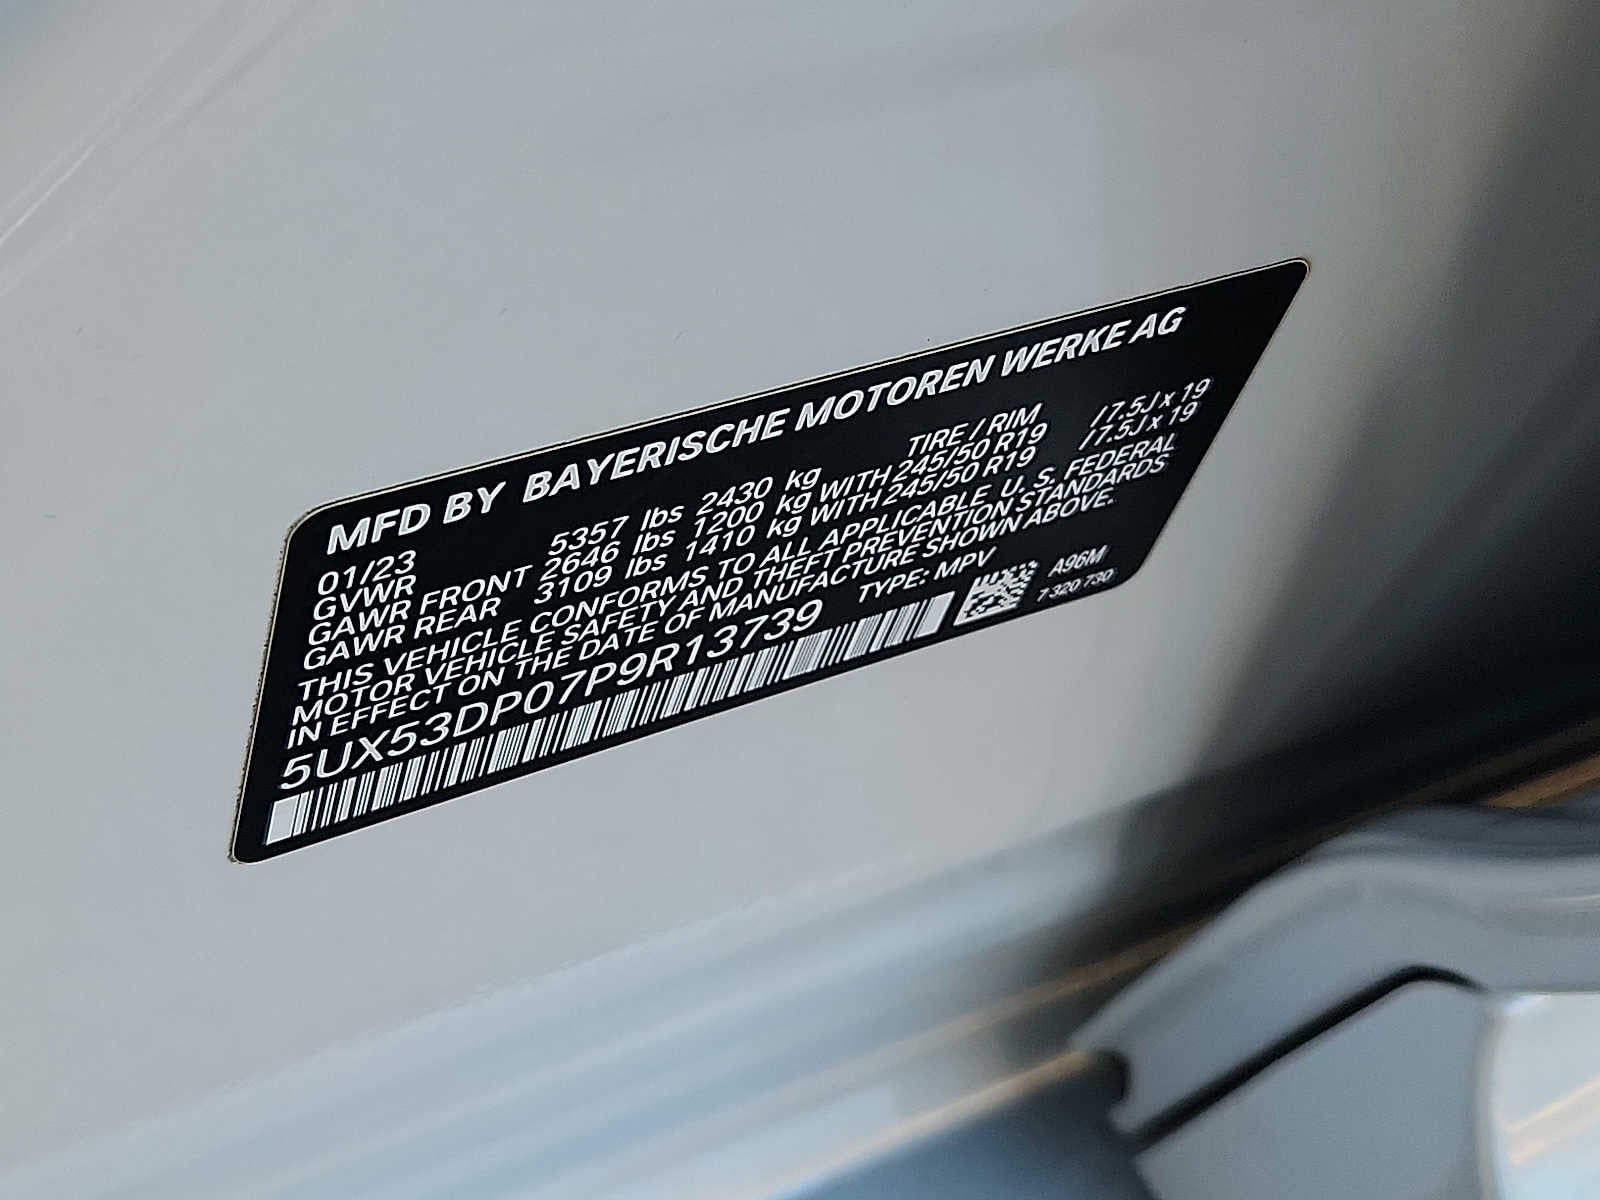 MFD BY BAYERISCHE MOTOREN WERKE AG
01/23 TIRE / RIM
GVWR 5357 lbs 2430 kg
GAWR FRONT 2646 lbs 1200 kg WITH 245/50 R19 / 7.5J x 19
GAWR REAR 3109 lbs 1410 kg WITH 245/50 R19 / 7.5J x 19
THIS VEHICLE CONFORMS TO ALL APPLICABLE U. S. FEDERAL
MOTOR VEHICLE SAFETY AND THEFT PREVENTION STANDARDS
IN EFFECT ON THE DATE OF MANUFACTURE SHOWN ABOVE.
5UX53DP07P9R13739 TYPE: MPV
A96M
7 320 730